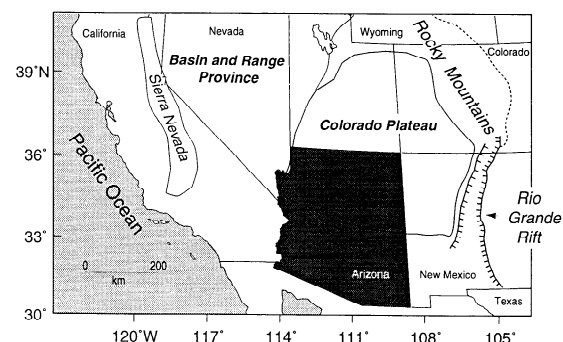 California
Nevada
Wyoming
Rocky Mountains
Colorado
Basin and Range
Province
Sierra Nevada
Colorado Plateau
Pacific Ocean
Rio
Grande
Rift
Arizona
New Mexico
Texas
0 200
km
39°N
36°
33°
30°
120°W 117° 114° 111° 108° 105°